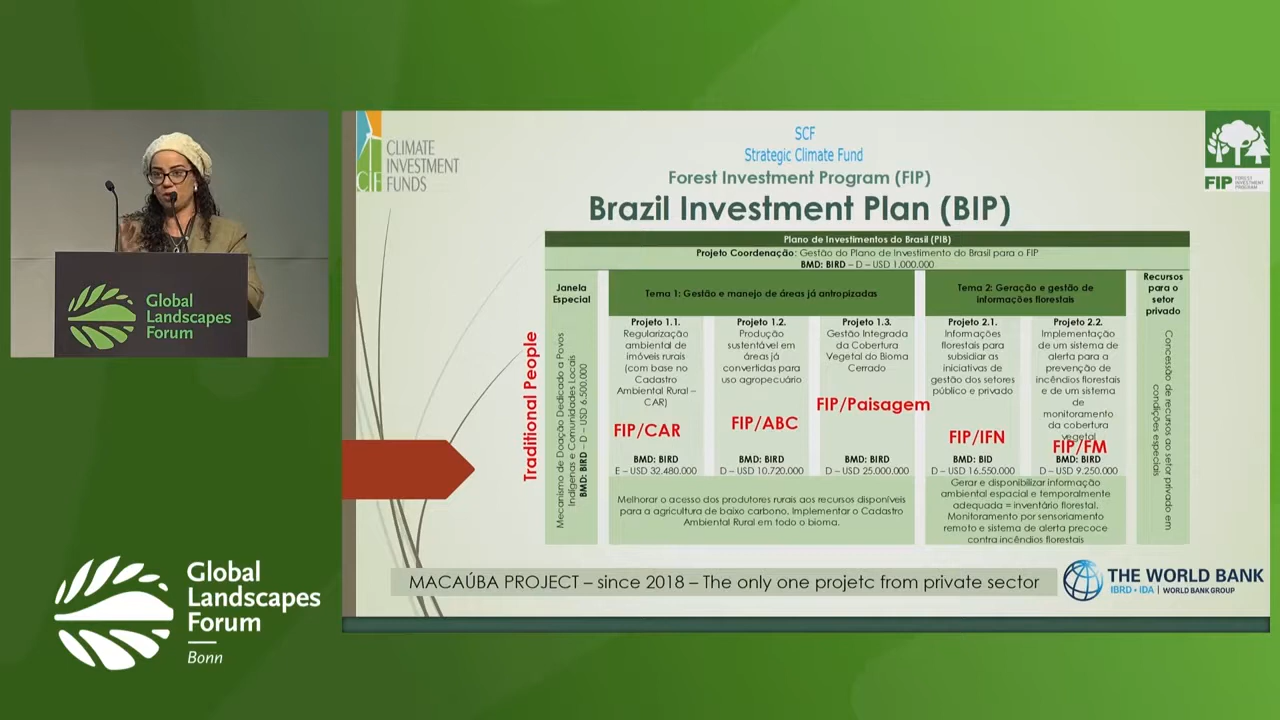 Global
Landscapes
Forum
Global
Landscapes
Forum
Bonn
CIF
CLIMATE
INVESTMENT
FUNDS
SCF
Strategic Climate Fund
Forest Investment Program (FIP)
Brazil Investment Plan (BIP)
FIP
FOREST
INVESTMENT
PROGRAM
Plano de Investimentos do Brasil (PIB)
Projeto Coordenação: Gestão do Plano de Investimento do Brasil para o FIP
BMD: BIRD – D – USD 1.000.000
Janela
Especial
Traditional People
Mecanismo de Doação Dedicado a Povos
Indígenas e Comunidades Locais
BMD: BIRD – D – USD 6.500.000
Tema 1: Gestão e manejo de áreas já antropizadas
Projeto 1.1.
Regularização
ambiental de
imóveis rurais
(com base no
Cadastro
Ambiental Rural –
CAR)
FIP/CAR
BMD: BIRD
E – USD 32.480.000
Projeto 1.2.
Produção
sustentável em
áreas já
convertidas para
uso agropecuário
FIP/ABC
BMD: BIRD
D – USD 10.720.000
Projeto 1.3.
Gestão Integrada
da Cobertura
Vegetal do Bioma
Cerrado
FIP/Paisagem
BMD: BIRD
D – USD 25.000.000
Melhorar o acesso dos produtores rurais aos recursos disponíveis
para a agricultura de baixo carbono. Implementar o Cadastro
Ambiental Rural em todo o bioma.
Tema 2: Geração e gestão de
informações florestais
Projeto 2.1.
Informações
florestais para
subsidiar as
iniciativas de
gestão dos setores
público e privado
FIP/IFN
BMD: BID
D – USD 16.550.000
Projeto 2.2.
Implementação
de um sistema de
alerta para a
prevenção de
incêndios florestais
e de um sistema
de
monitoramento
da cobertura
vegetal
FIP/FM
BMD: BIRD
D – USD 9.250.000
Gerar e disponibilizar informação
ambiental espacial e temporalmente
adequada = inventário florestal.
Monitoramento por sensoriamento
remoto e sistema de alerta precoce
contra incêndios florestais
Recursos
para o
setor
privado
Concessão de recursos ao setor privado em
condições especiais
MACAÚBA PROJECT – since 2018 – The only one projetc from private sector
THE WORLD BANK
IBRD • IDA | WORLD BANK GROUP